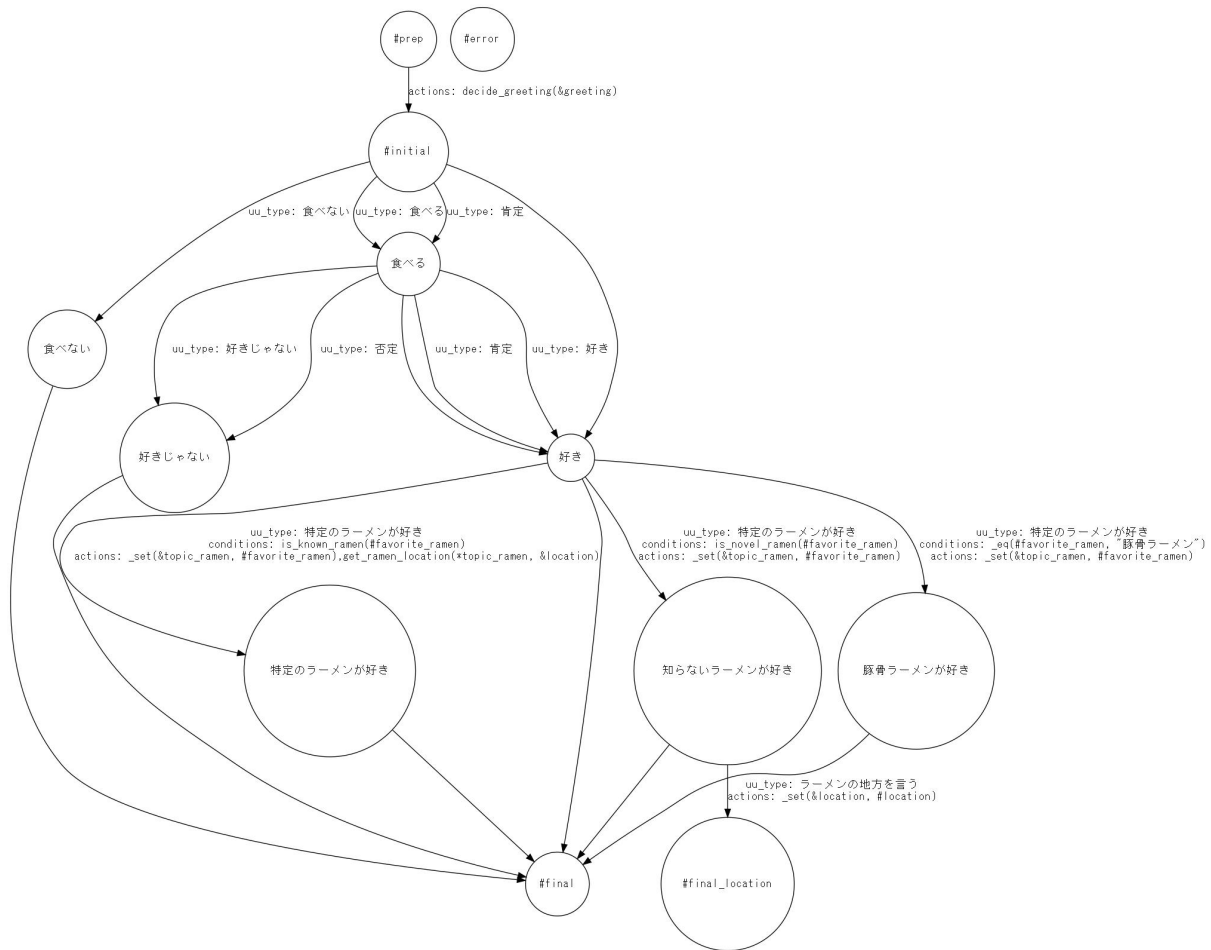 #prep
#error
actions: decide_greeting(&greeting)
#initial
uu_type: 食べない
uu_type: 食べる
uu_type: 肯定
食べる
食べない
uu_type: 好きじゃない
uu_type: 否定
uu_type: 肯定
uu_type: 好き
好きじゃない
好き
uu_type: 特定のラーメンが好き
conditions: is_known_ramen(#favorite_ramen)
actions: _set(&topic_ramen, #favorite_ramen),get_ramen_location(*topic_ramen, &location)
uu_type: 特定のラーメンが好き
conditions: is_novel_ramen(#favorite_ramen)
actions: _set(&topic_ramen, #favorite_ramen)
uu_type: 特定のラーメンが好き
conditions: _eq(#favorite_ramen, "豚骨ラーメン")
actions: _set(&topic_ramen, #favorite_ramen)
特定のラーメンが好き
知らないラーメンが好き
豚骨ラーメンが好き
uu_type: ラーメンの地方を言う
actions: _set(&location, #location)
#final
#final_location